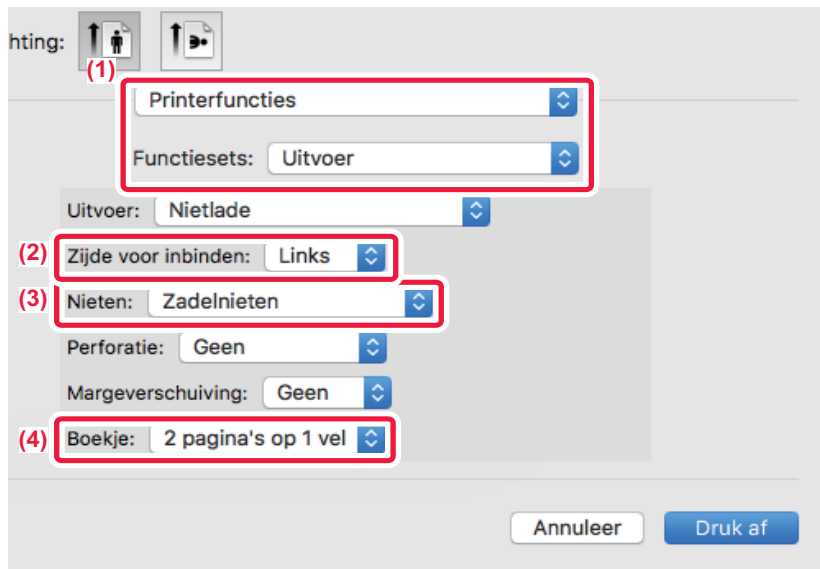 hting:
(1)
Printerfuncties
Functiesets: Uitvoer
Uitvoer: Nietlade
(2) Zijde voor inbinden: Links
(3) Nieten: Zadelnieten
Perforatie: Geen
Margeverschuiving: Geen
(4) Boekje: 2 pagina's op 1 vel
Annuleer Druk af